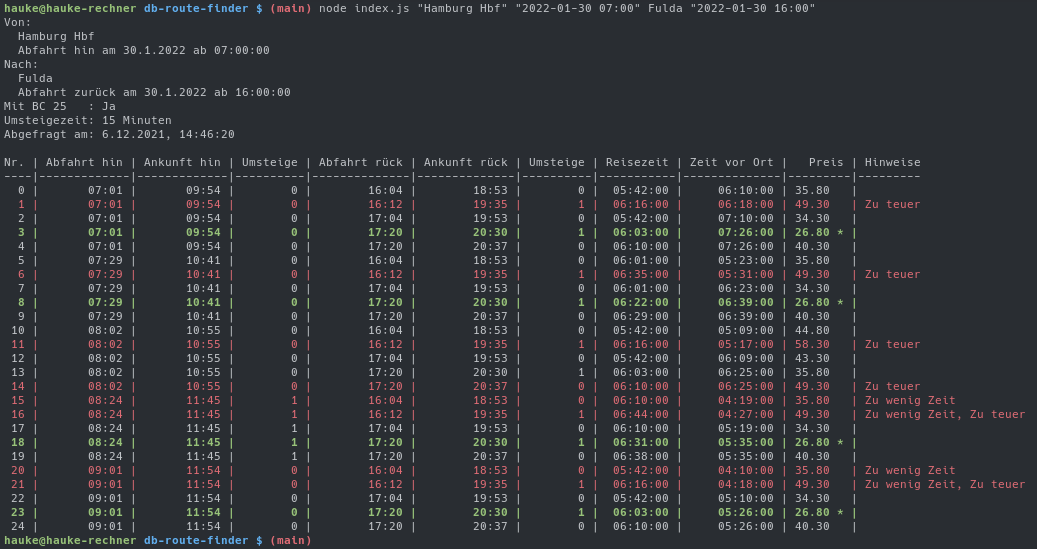 hauke@hauke-rechner db-route-finder $ (main) node index.js "Hamburg Hbf" "2022-01-30 07:00" Fulda "2022-01-30 16:00"
Von:
  Hamburg Hbf
  Abfahrt hin am 30.1.2022 ab 07:00:00
Nach:
  Fulda
  Abfahrt zurück am 30.1.2022 ab 16:00:00
Mit BC 25   : Ja
Umsteigezeit: 15 Minuten
Abgefragt am: 6.12.2021, 14:46:20

Nr. | Abfahrt hin | Ankunft hin | Umsteige | Abfahrt rück | Ankunft rück | Umsteige | Reisezeit | Zeit vor Ort |   Preis | Hinweise
----|-------------|-------------|----------|--------------|--------------|----------|-----------|--------------|---------|---------
  0 |       07:01 |       09:54 |        0 |        16:04 |        18:53 |        0 |  05:42:00 |     06:10:00 | 35.80   |
  1 |       07:01 |       09:54 |        0 |        16:12 |        19:35 |        1 |  06:16:00 |     06:18:00 | 49.30   | Zu teuer
  2 |       07:01 |       09:54 |        0 |        17:04 |        19:53 |        0 |  05:42:00 |     07:10:00 | 34.30   |
  3 |       07:01 |       09:54 |        0 |        17:20 |        20:30 |        1 |  06:03:00 |     07:26:00 | 26.80 * |
  4 |       07:01 |       09:54 |        0 |        17:20 |        20:37 |        0 |  06:10:00 |     07:26:00 | 40.30   |
  5 |       07:29 |       10:41 |        0 |        16:04 |        18:53 |        0 |  06:01:00 |     05:23:00 | 35.80   |
  6 |       07:29 |       10:41 |        0 |        16:12 |        19:35 |        1 |  06:35:00 |     05:31:00 | 49.30   | Zu teuer
  7 |       07:29 |       10:41 |        0 |        17:04 |        19:53 |        0 |  06:01:00 |     06:23:00 | 34.30   |
  8 |       07:29 |       10:41 |        0 |        17:20 |        20:30 |        1 |  06:22:00 |     06:39:00 | 26.80 * |
  9 |       07:29 |       10:41 |        0 |        17:20 |        20:37 |        0 |  06:29:00 |     06:39:00 | 40.30   |
 10 |       08:02 |       10:55 |        0 |        16:04 |        18:53 |        0 |  05:42:00 |     05:09:00 | 44.80   |
 11 |       08:02 |       10:55 |        0 |        16:12 |        19:35 |        1 |  06:16:00 |     05:17:00 | 58.30   | Zu teuer
 12 |       08:02 |       10:55 |        0 |        17:04 |        19:53 |        0 |  05:42:00 |     06:09:00 | 43.30   |
 13 |       08:02 |       10:55 |        0 |        17:20 |        20:30 |        1 |  06:03:00 |     06:25:00 | 35.80   |
 14 |       08:02 |       10:55 |        0 |        17:20 |        20:37 |        0 |  06:10:00 |     06:25:00 | 49.30   | Zu teuer
 15 |       08:24 |       11:45 |        1 |        16:04 |        18:53 |        0 |  06:10:00 |     04:19:00 | 35.80   | Zu wenig Zeit
 16 |       08:24 |       11:45 |        1 |        16:12 |        19:35 |        1 |  06:44:00 |     04:27:00 | 49.30   | Zu wenig Zeit, Zu teuer
 17 |       08:24 |       11:45 |        1 |        17:04 |        19:53 |        0 |  06:10:00 |     05:19:00 | 34.30   |
 18 |       08:24 |       11:45 |        1 |        17:20 |        20:30 |        1 |  06:31:00 |     05:35:00 | 26.80 * |
 19 |       08:24 |       11:45 |        1 |        17:20 |        20:37 |        0 |  06:38:00 |     05:35:00 | 40.30   |
 20 |       09:01 |       11:54 |        0 |        16:04 |        18:53 |        0 |  05:42:00 |     04:10:00 | 35.80   | Zu wenig Zeit
 21 |       09:01 |       11:54 |        0 |        16:12 |        19:35 |        1 |  06:16:00 |     04:18:00 | 49.30   | Zu wenig Zeit, Zu teuer
 22 |       09:01 |       11:54 |        0 |        17:04 |        19:53 |        0 |  05:42:00 |     05:10:00 | 34.30   |
 23 |       09:01 |       11:54 |        0 |        17:20 |        20:30 |        1 |  06:03:00 |     05:26:00 | 26.80 * |
 24 |       09:01 |       11:54 |        0 |        17:20 |        20:37 |        0 |  06:10:00 |     05:26:00 | 40.30   |
hauke@hauke-rechner db-route-finder $ (main)